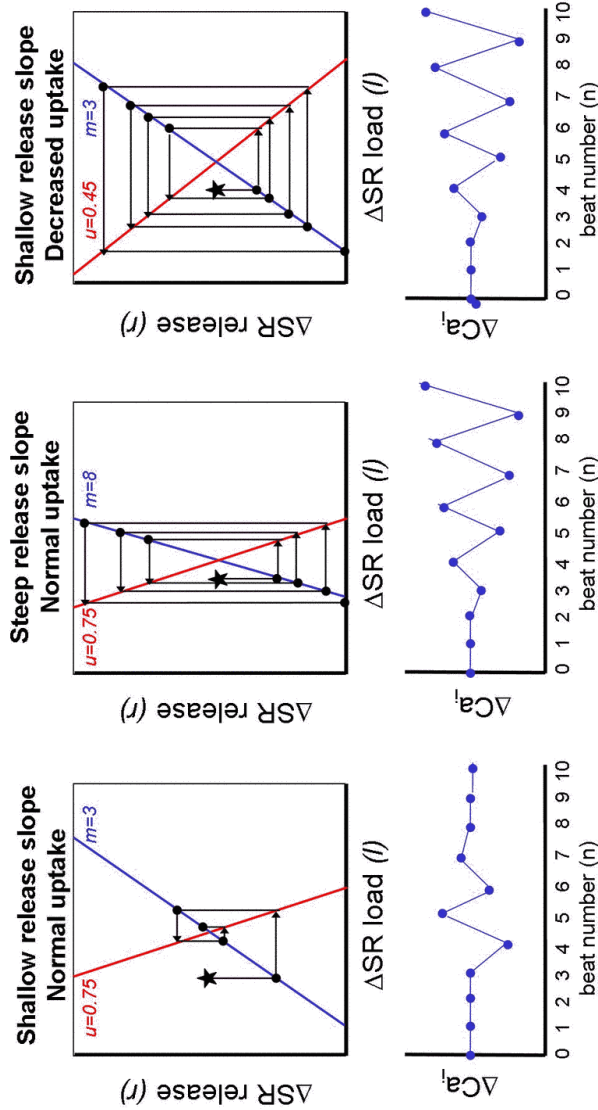 Shallow release slope
Normal uptake
u=0.75
m=3
ΔSR release (r)
ΔSR load (l)
ΔCai
0 1 2 3 4 5 6 7 8 9 10
beat number (n)
Steep release slope
Normal uptake
u=0.75
m=8
ΔSR release (r)
ΔSR load (l)
ΔCai
0 1 2 3 4 5 6 7 8 9 10
beat number (n)
Shallow release slope
Decreased uptake
u=0.45
m=3
ΔSR release (r)
ΔSR load (l)
ΔCai
0 1 2 3 4 5 6 7 8 9 10
beat number (n)